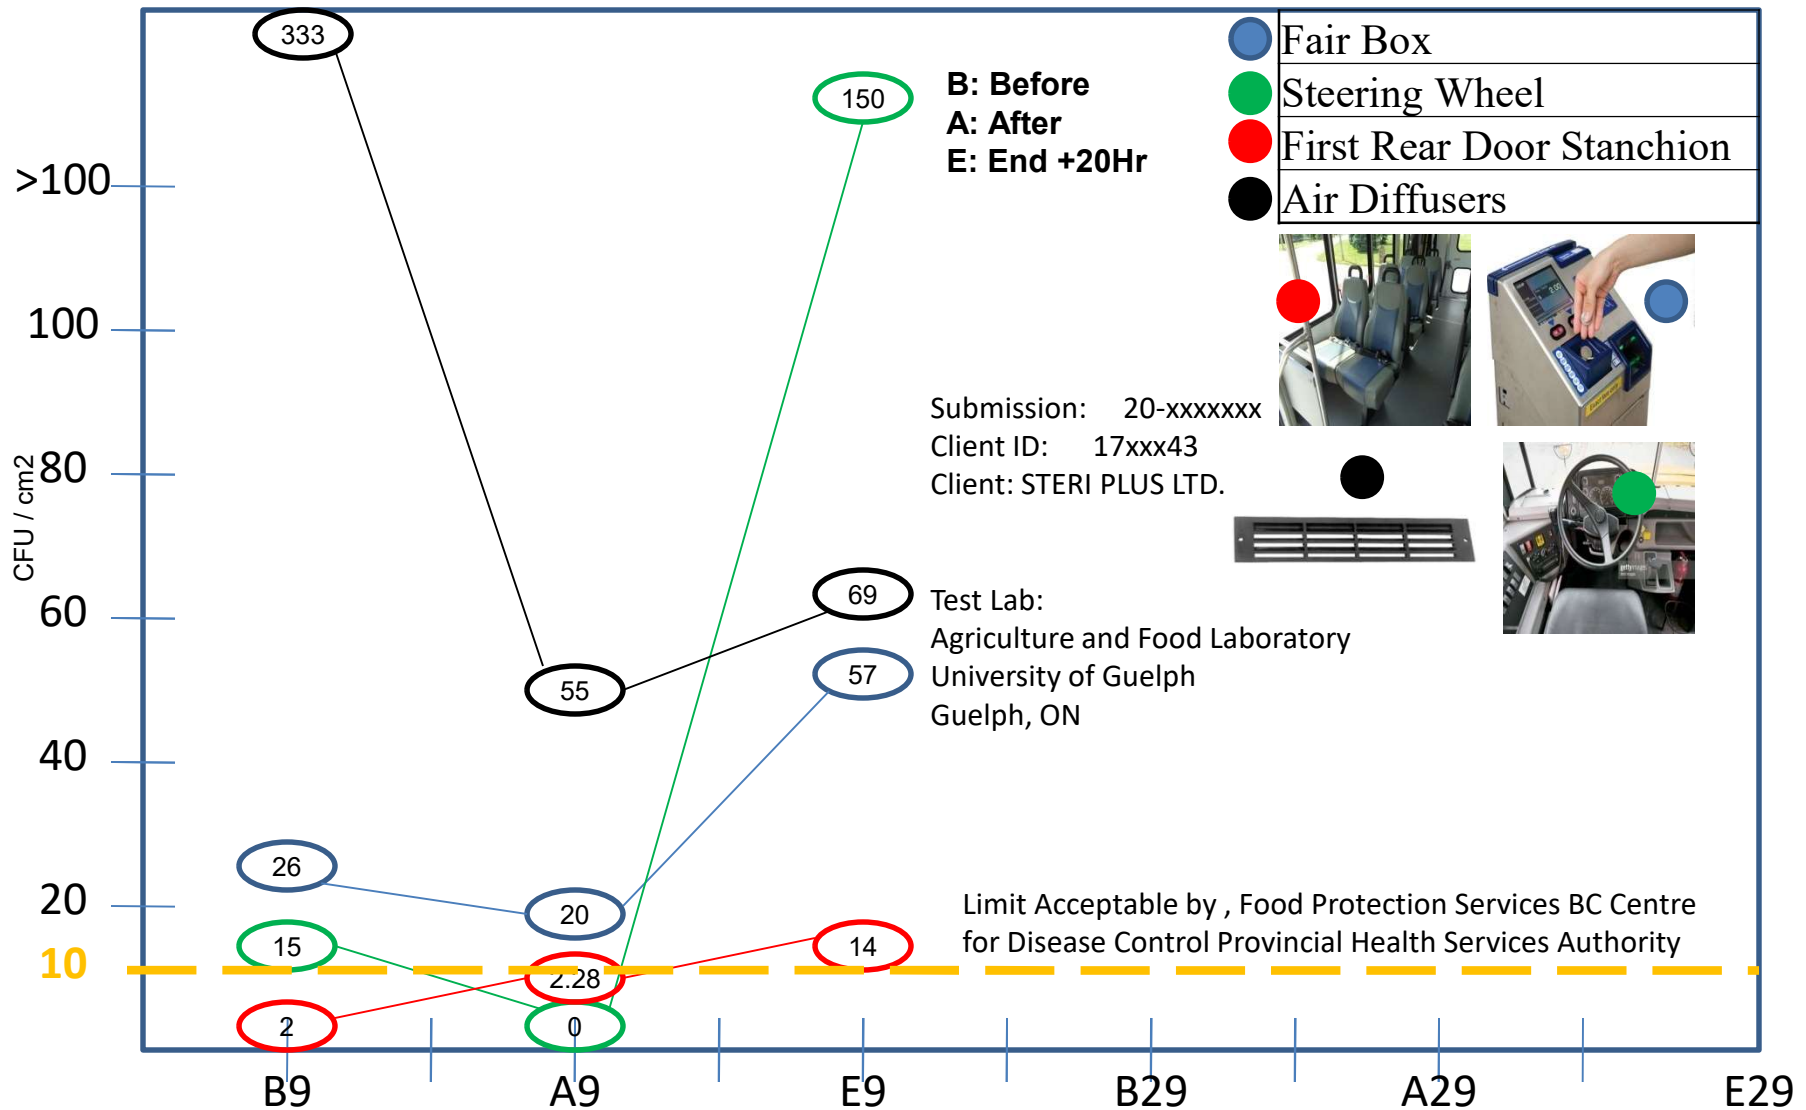 333
150
B: Before
A: After
E: End +20Hr
Fair Box
Steering Wheel
First Rear Door Stanchion
Air Diffusers
>100
100
80
60
40
20
10
CFU / cm2
Submission: 20-xxxxxxx
Client ID: 17xxx43
Client: STERI PLUS LTD.
69
55
57
Test Lab:
Agriculture and Food Laboratory
University of Guelph
Guelph, ON
26
20
15
14
2.28
2
0
Limit Acceptable by , Food Protection Services BC Centre
for Disease Control Provincial Health Services Authority
B9
A9
E9
B29
A29
E29